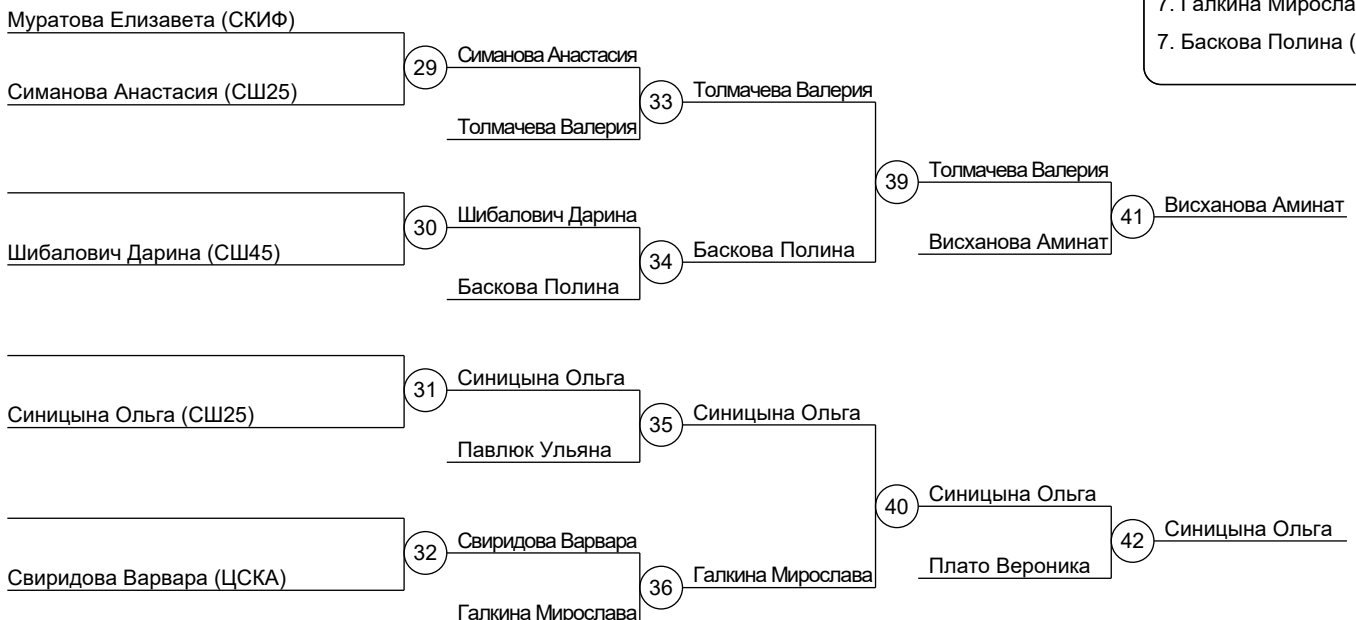 7. Галкина Миросла
7. Баскова Полина (
Муратова Елизавета (СКИФ)
29
Симанова Анастасия
Симанова Анастасия (СШ25)
33
Толмачева Валерия
Толмачева Валерия
39
Толмачева Валерия
30
Шибалович Дарина
Шибалович Дарина (СШ45)
34
Баскова Полина
Баскова Полина
Висханова Аминат
41
Висханова Аминат
31
Синицына Ольга
Синицына Ольга (СШ25)
35
Синицына Ольга
Павлюк Ульяна
40
Синицына Ольга
32
Свиридова Варвара
Свиридова Варвара (ЦСКА)
36
Галкина Мирослава
Галкина Мирослава
Плато Вероника
42
Синицына Ольга